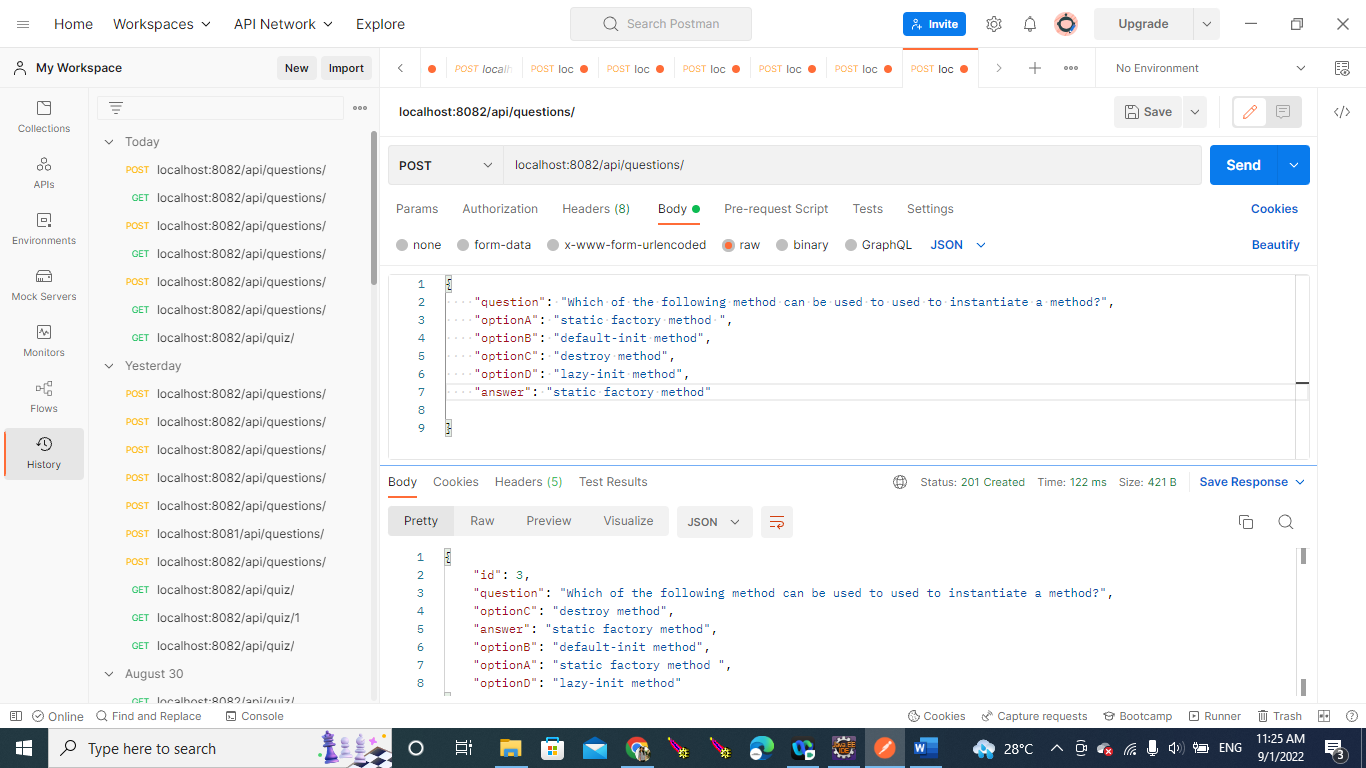 Home Workspaces API Network Explore Search Postman Invite Upgrade
My Workspace New Import POST localh POST loc POST loc POST loc POST loc POST loc POST loc No Environment
Collections
APIs
Environments
Mock Servers
Monitors
Flows
History
Today
POST localhost:8082/api/questions/
GET localhost:8082/api/questions/
POST localhost:8082/api/questions/
GET localhost:8082/api/questions/
POST localhost:8082/api/questions/
GET localhost:8082/api/questions/
GET localhost:8082/api/quiz/
Yesterday
POST localhost:8082/api/questions/
POST localhost:8082/api/questions/
POST localhost:8082/api/questions/
POST localhost:8082/api/questions/
POST localhost:8082/api/questions/
POST localhost:8081/api/questions/
POST localhost:8082/api/questions/
GET localhost:8082/api/quiz/
GET localhost:8082/api/quiz/1
GET localhost:8082/api/quiz/
August 30
GET localhost:8082/api/quiz/
localhost:8082/api/questions/ Save
POST localhost:8082/api/questions/ Send
Params Authorization Headers (8) Body Pre-request Script Tests Settings Cookies
none form-data x-www-form-urlencoded raw binary GraphQL JSON Beautify
1 {
2 "question": "Which of the following method can be used to used to instantiate a method?",
3 "optionA": "static factory method ",
4 "optionB": "default-init method",
5 "optionC": "destroy method",
6 "optionD": "lazy-init method",
7 "answer": "static factory method"
8
9 }
Body Cookies Headers (5) Test Results Status: 201 Created Time: 122 ms Size: 421 B Save Response
Pretty Raw Preview Visualize JSON
1 {
2 "id": 3,
3 "question": "Which of the following method can be used to used to instantiate a method?",
4 "optionC": "destroy method",
5 "answer": "static factory method",
6 "optionB": "default-init method",
7 "optionA": "static factory method ",
8 "optionD": "lazy-init method"
Online Find and Replace Console Cookies Capture requests Bootcamp Runner Trash
Type here to search 28°C ENG 11:25 AM
9/1/2022 3